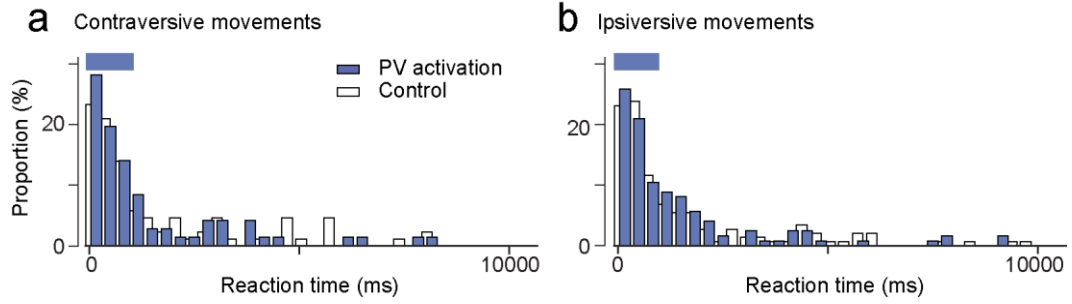 a Contraversive movements
b Ipsiversive movements
PV activation
Control
Proportion (%)
20
0
0
10000
Reaction time (ms)
20
0
0
10000
Reaction time (ms)